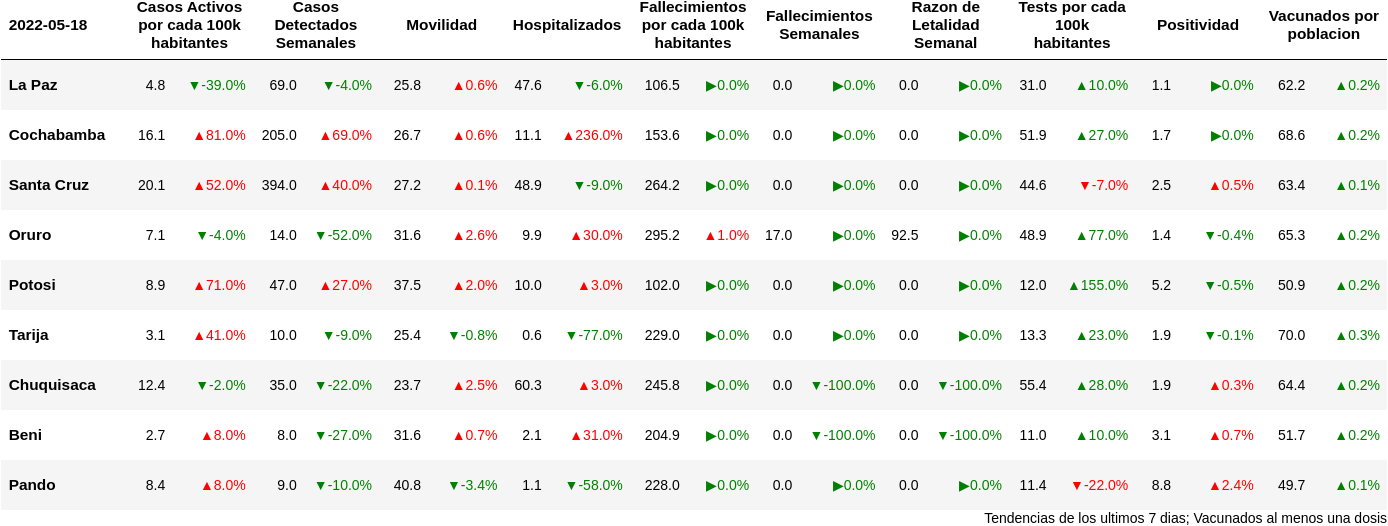 2022-05-18 Casos Activos por cada 100k habitantes Casos Detectados Semanales Movilidad Hospitalizados Fallecimientos por cada 100k habitantes Fallecimientos Semanales Razon de Letalidad Semanal Tests por cada 100k habitantes Positividad Vacunados por poblacion
La Paz 4.8 ▼-39.0% 69.0 ▼-4.0% 25.8 ▲0.6% 47.6 ▼-6.0% 106.5 ▶0.0% 0.0 ▶0.0% 0.0 ▶0.0% 31.0 ▲10.0% 1.1 ▶0.0% 62.2 ▲0.2%
Cochabamba 16.1 ▲81.0% 205.0 ▲69.0% 26.7 ▲0.6% 11.1 ▲236.0% 153.6 ▶0.0% 0.0 ▶0.0% 0.0 ▶0.0% 51.9 ▲27.0% 1.7 ▶0.0% 68.6 ▲0.2%
Santa Cruz 20.1 ▲52.0% 394.0 ▲40.0% 27.2 ▲0.1% 48.9 ▼-9.0% 264.2 ▶0.0% 0.0 ▶0.0% 0.0 ▶0.0% 44.6 ▼-7.0% 2.5 ▲0.5% 63.4 ▲0.1%
Oruro 7.1 ▼-4.0% 14.0 ▼-52.0% 31.6 ▲2.6% 9.9 ▲30.0% 295.2 ▲1.0% 17.0 ▶0.0% 92.5 ▶0.0% 48.9 ▲77.0% 1.4 ▼-0.4% 65.3 ▲0.2%
Potosi 8.9 ▲71.0% 47.0 ▲27.0% 37.5 ▲2.0% 10.0 ▲3.0% 102.0 ▶0.0% 0.0 ▶0.0% 0.0 ▶0.0% 12.0 ▲155.0% 5.2 ▼-0.5% 50.9 ▲0.2%
Tarija 3.1 ▲41.0% 10.0 ▼-9.0% 25.4 ▼-0.8% 0.6 ▼-77.0% 229.0 ▶0.0% 0.0 ▶0.0% 0.0 ▶0.0% 13.3 ▲23.0% 1.9 ▼-0.1% 70.0 ▲0.3%
Chuquisaca 12.4 ▼-2.0% 35.0 ▼-22.0% 23.7 ▲2.5% 60.3 ▲3.0% 245.8 ▶0.0% 0.0 ▼-100.0% 0.0 ▼-100.0% 55.4 ▲28.0% 1.9 ▲0.3% 64.4 ▲0.2%
Beni 2.7 ▲8.0% 8.0 ▼-27.0% 31.6 ▲0.7% 2.1 ▲31.0% 204.9 ▶0.0% 0.0 ▼-100.0% 0.0 ▼-100.0% 11.0 ▲10.0% 3.1 ▲0.7% 51.7 ▲0.2%
Pando 8.4 ▲8.0% 9.0 ▼-10.0% 40.8 ▼-3.4% 1.1 ▼-58.0% 228.0 ▶0.0% 0.0 ▶0.0% 0.0 ▶0.0% 11.4 ▼-22.0% 8.8 ▲2.4% 49.7 ▲0.1%
Tendencias de los ultimos 7 dias; Vacunados al menos una dosis